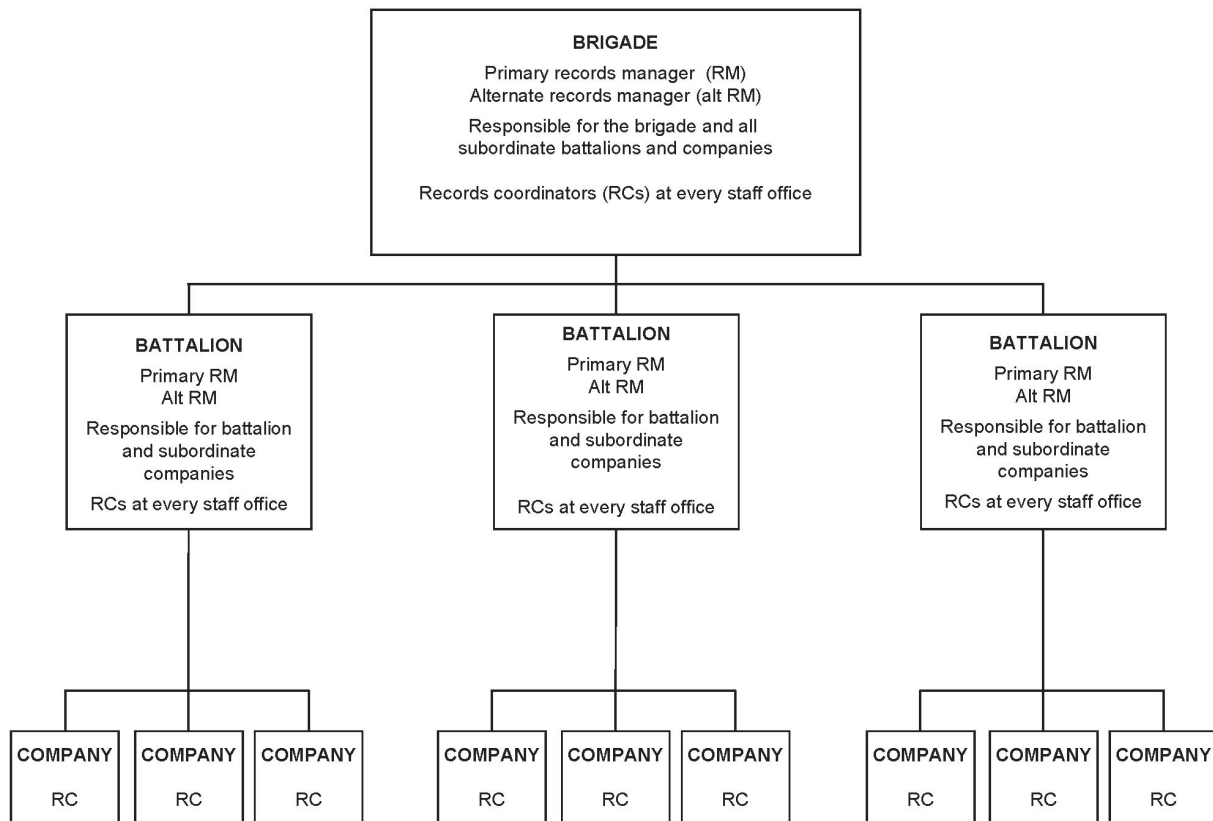 BRIGADE
Primary records manager (RM)
Alternate records manager (alt RM)
Responsible for the brigade and all
subordinate battalions and companies
Records coordinators (RCs) at every staff office
BATTALION
Primary RM
Alt RM
Responsible for battalion
and subordinate
companies
RCs at every staff office
BATTALION
Primary RM
Alt RM
Responsible for battalion
and subordinate
companies
RCs at every staff office
BATTALION
Primary RM
Alt RM
Responsible for battalion
and subordinate
companies
RCs at every staff office
COMPANY
RC
COMPANY
RC
COMPANY
RC
COMPANY
RC
COMPANY
RC
COMPANY
RC
COMPANY
RC
COMPANY
RC
COMPANY
RC